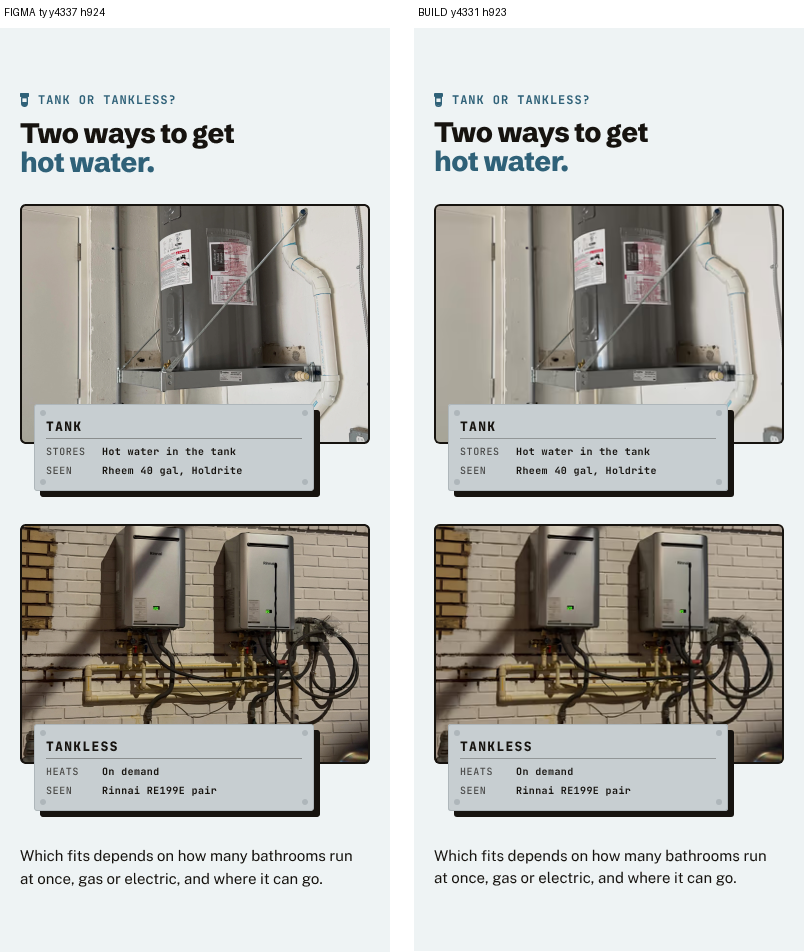 FIGMA ty y4337 h924
BUILD y4331 h923
TANK OR TANKLESS?
Two ways to get
hot water.
TANK
STORES Hot water in the tank
SEEN Rheem 40 gal, Holdrite
TANKLESS
HEATS On demand
SEEN Rinnai RE199E pair
Which fits depends on how many bathrooms run
at once, gas or electric, and where it can go.
TANK OR TANKLESS?
Two ways to get
hot water.
TANK
STORES Hot water in the tank
SEEN Rheem 40 gal, Holdrite
TANKLESS
HEATS On demand
SEEN Rinnai RE199E pair
Which fits depends on how many bathrooms run
at once, gas or electric, and where it can go.